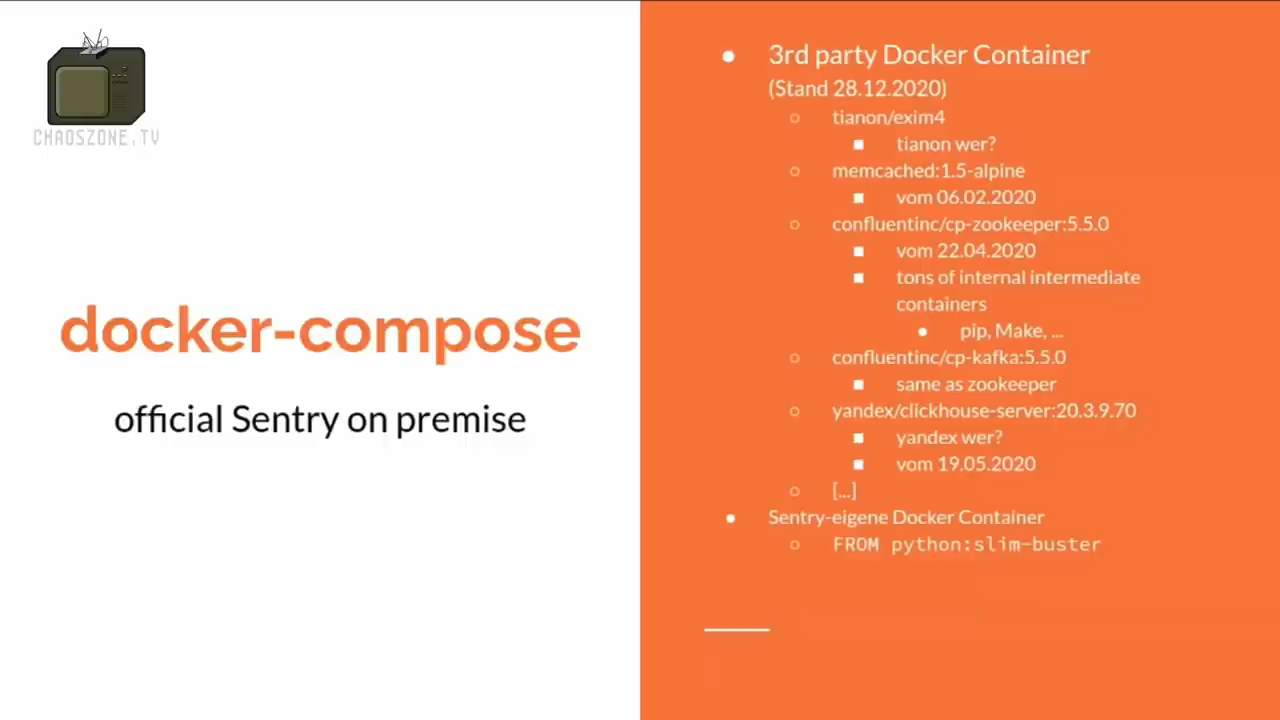 CHAOSZONE.TV
docker-compose
official Sentry on premise
3rd party Docker Container
(Stand 28.12.2020)
tianon/exim4
tianon wer?
memcached:1.5-alpine
vom 06.02.2020
confluentinc/cp-zookeeper:5.5.0
vom 22.04.2020
tons of internal intermediate
containers
pip, Make, ...
confluentinc/cp-kafka:5.5.0
same as zookeeper
yandex/clickhouse-server:20.3.9.70
yandex wer?
vom 19.05.2020
[...]
Sentry-eigene Docker Container
FROM python:slim-buster